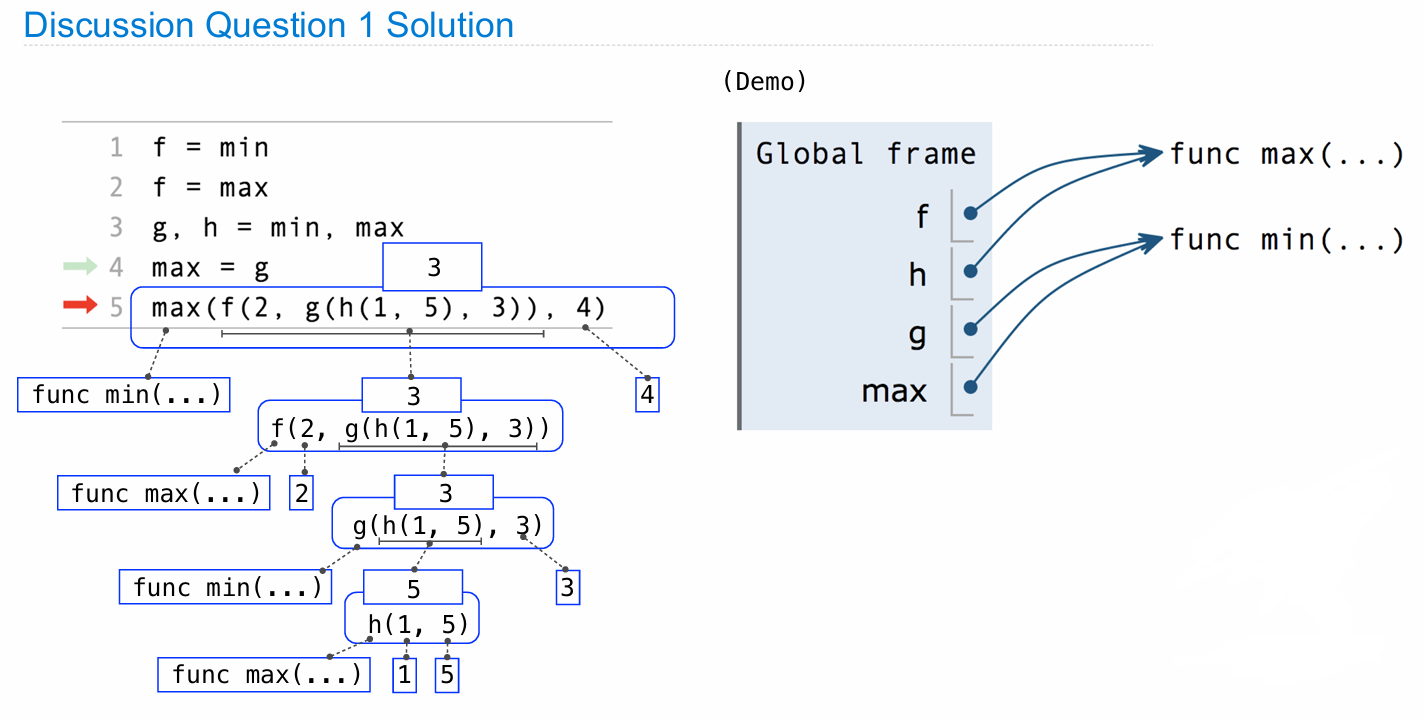 Discussion Question 1 Solution
(Demo)
1 f = min
2 f = max
3 g, h = min, max
4 max = g
3
5 max(f(2, g(h(1, 5), 3)), 4)
func min(...)
3
4
f(2, g(h(1, 5), 3))
func max(...)
2
3
g(h(1, 5), 3)
func min(...)
5
3
h(1, 5)
func max(...)
1
5
Global frame
f
h
g
max
func max(...)
func min(...)